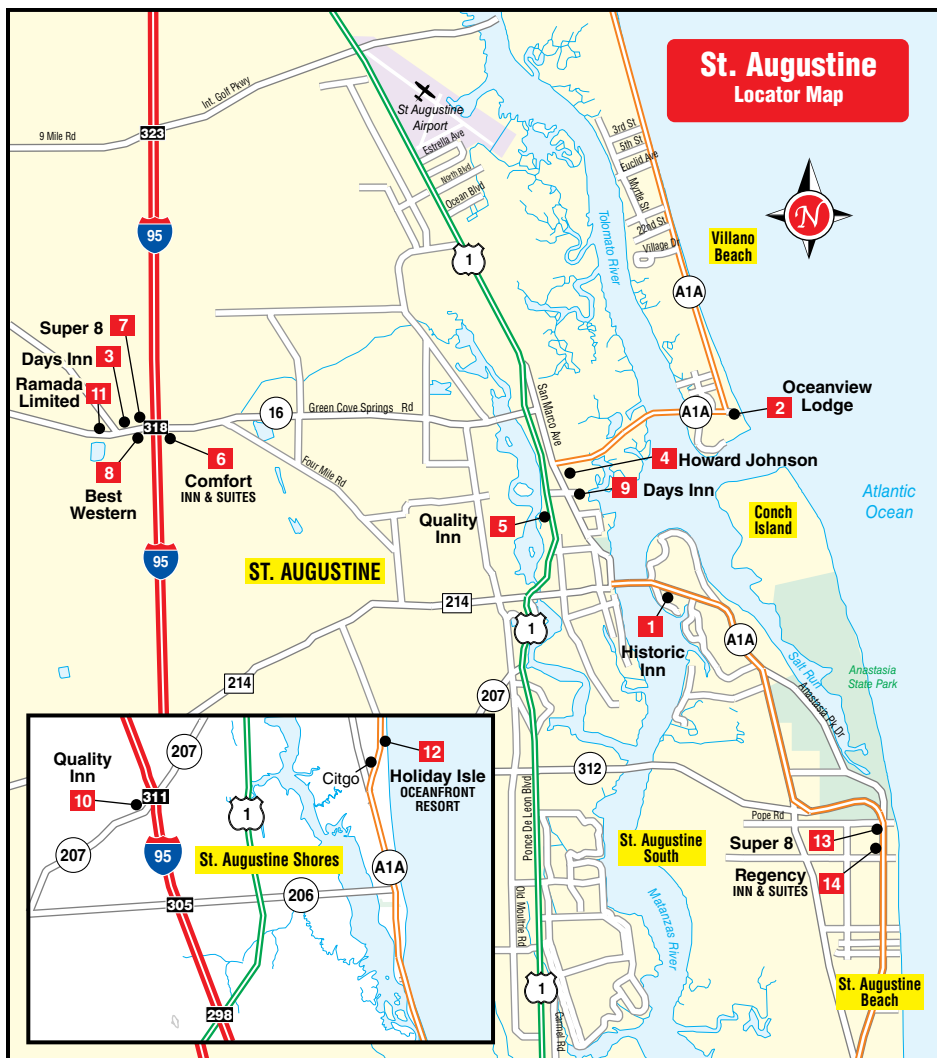 St. Augustine
Locator Map
Int. Golf Pkwy
9 Mile Rd
323
St Augustine
Airport
Estrella Ave
North Blvd
Ocean Blvd
3rd St
5th St
Euclid Ave
Myrtle St
22nd St
Village Dr
Tolomato River
Villano
Beach
N
95
1
A1A
Super 8
7
Days Inn
3
Ramada
Limited
11
318
16
Green Cove Springs Rd
San Marco Ave
A1A
Oceanview
Lodge
2
8
Best
Western
6
Comfort
INN & SUITES
Four Mile Rd
4
Howard Johnson
9
Days Inn
Quality
Inn
5
Conch
Island
Atlantic
Ocean
95
ST. AUGUSTINE
214
1
1
Historic
Inn
A1A
Salt Run
Anastasia
State Park
Anastasia Pk Dr
214
207
312
Ponce De Leon Blvd
Pope Rd
St. Augustine
South
Super 8
13
Regency
INN & SUITES
14
Old Moultrie Rd
Matanzas River
1
Carmel Rd
St. Augustine
Beach
Quality
Inn
10
311
207
207
95
1
Citgo
12
Holiday Isle
OCEANFRONT
RESORT
St. Augustine Shores
A1A
206
305
298